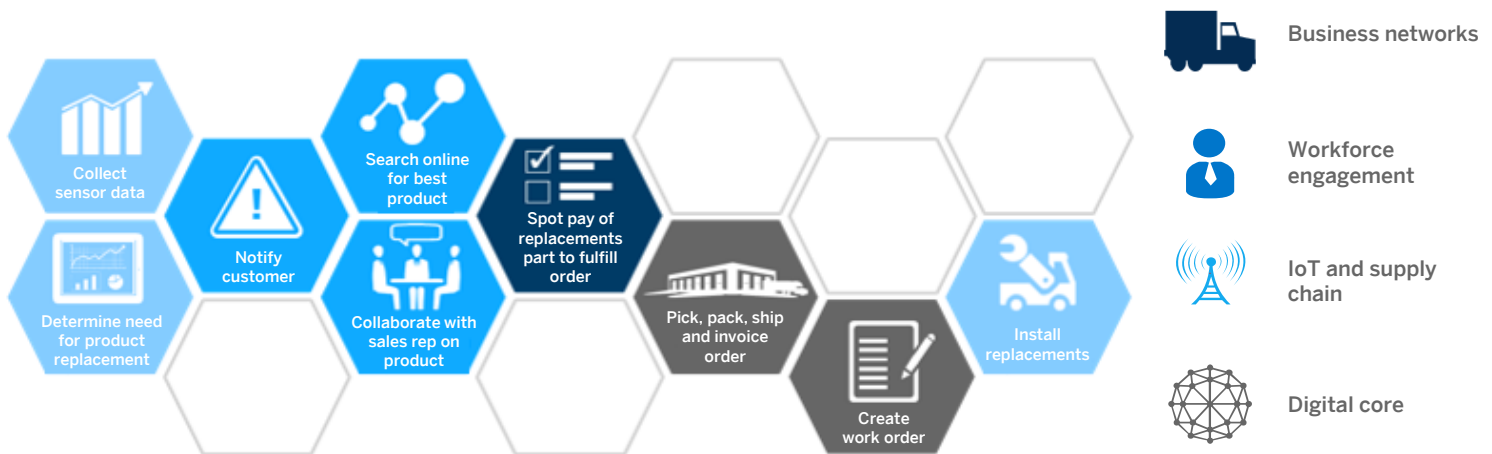 Collect
sensor data
Determine need
for product
replacement
Notify
customer
Search online
for best
product
Collaborate with
sales rep on
product
Spot pay of
replacements
part to fulfill
order
Pick, pack, ship
and invoice
order
Create
work order
Install
replacements
Business networks
Workforce
engagement
IoT and supply
chain
Digital core